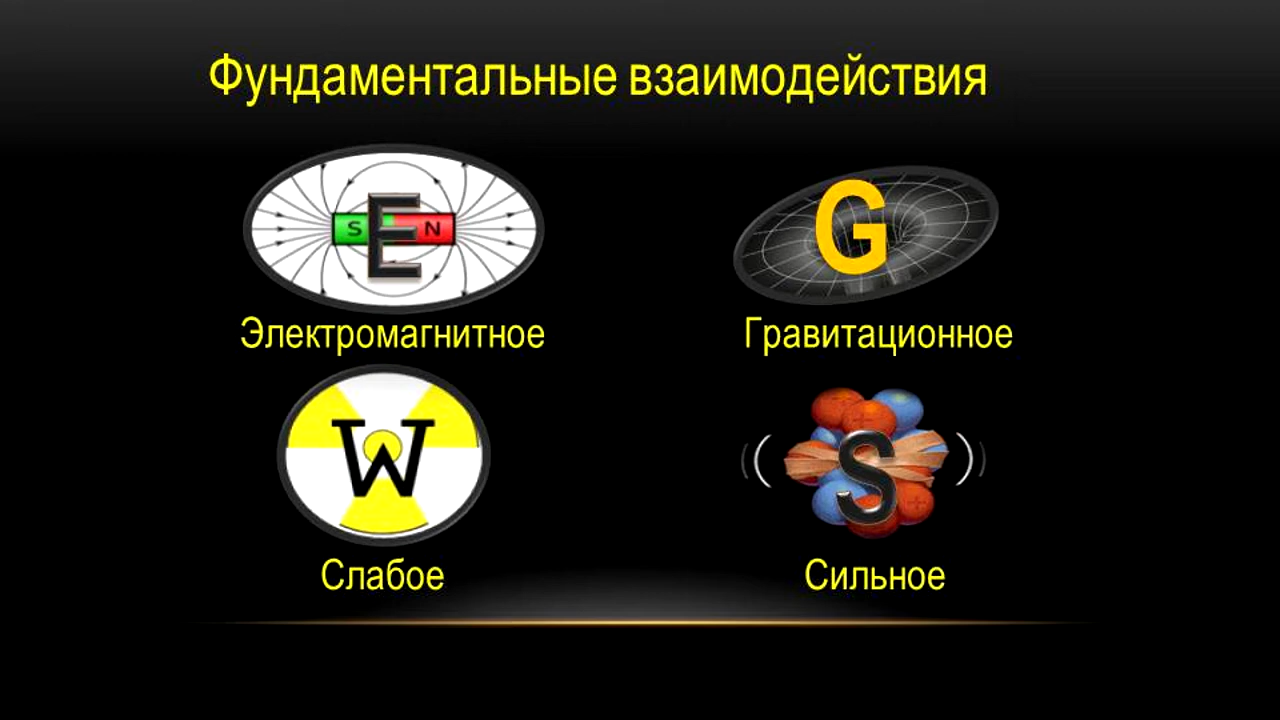 Фундаментальные взаимодействия
S E N
G
Электромагнитное
Гравитационное
W
S
Слабое
Сильное